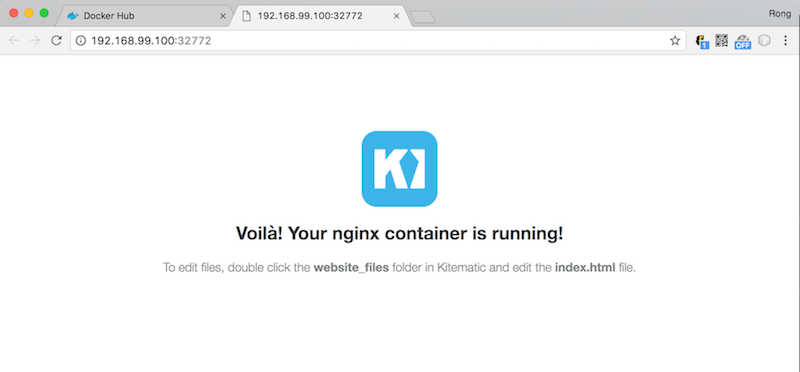 Docker Hub
192.168.99.100:32772
Rong
192.168.99.100:32772
1
OFF
KI
Voilà! Your nginx container is running!
To edit files, double click the website_files folder in Kitematic and edit the index.html file.